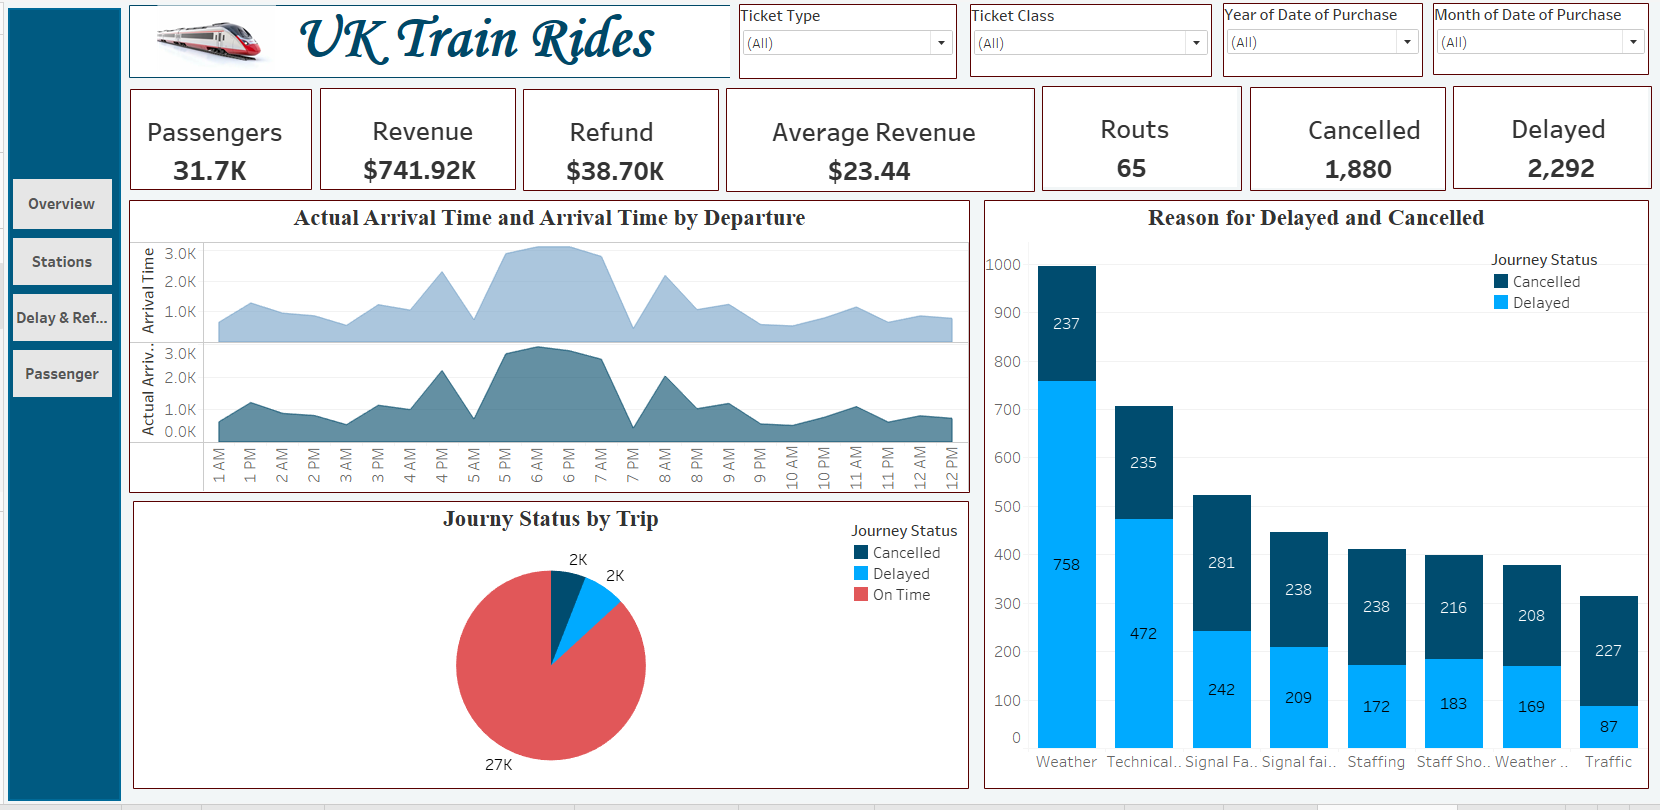 UK Train Rides
Ticket Type
(All)
Ticket Class
(All)
Year of Date of Purchase
(All)
Month of Date of Purchase
(All)
Passengers
31.7K
Revenue
$741.92K
Refund
$38.70K
Average Revenue
$23.44
Routs
65
Cancelled
1,880
Delayed
2,292
Overview
Stations
Delay & Ref...
Passenger
Actual Arrival Time and Arrival Time by Departure
Arrival Time
3.0K
2.0K
1.0K
Actual Arriv..
3.0K
2.0K
1.0K
0.0K
1 AM
1 PM
2 AM
2 PM
3 AM
3 PM
4 AM
4 PM
5 AM
5 PM
6 AM
6 PM
7 AM
7 PM
8 AM
8 PM
9 AM
9 PM
10 AM
10 PM
11 AM
11 PM
12 AM
12 PM
Journy Status by Trip
Journey Status
Cancelled
Delayed
On Time
2K
2K
27K
Reason for Delayed and Cancelled
Journey Status
Cancelled
Delayed
1000
900
800
700
600
500
400
300
200
100
0
237
758
235
472
281
242
238
209
238
172
216
183
208
169
227
87
Weather
Technical..
Signal Fa..
Signal fai..
Staffing
Staff Sho..
Weather ..
Traffic